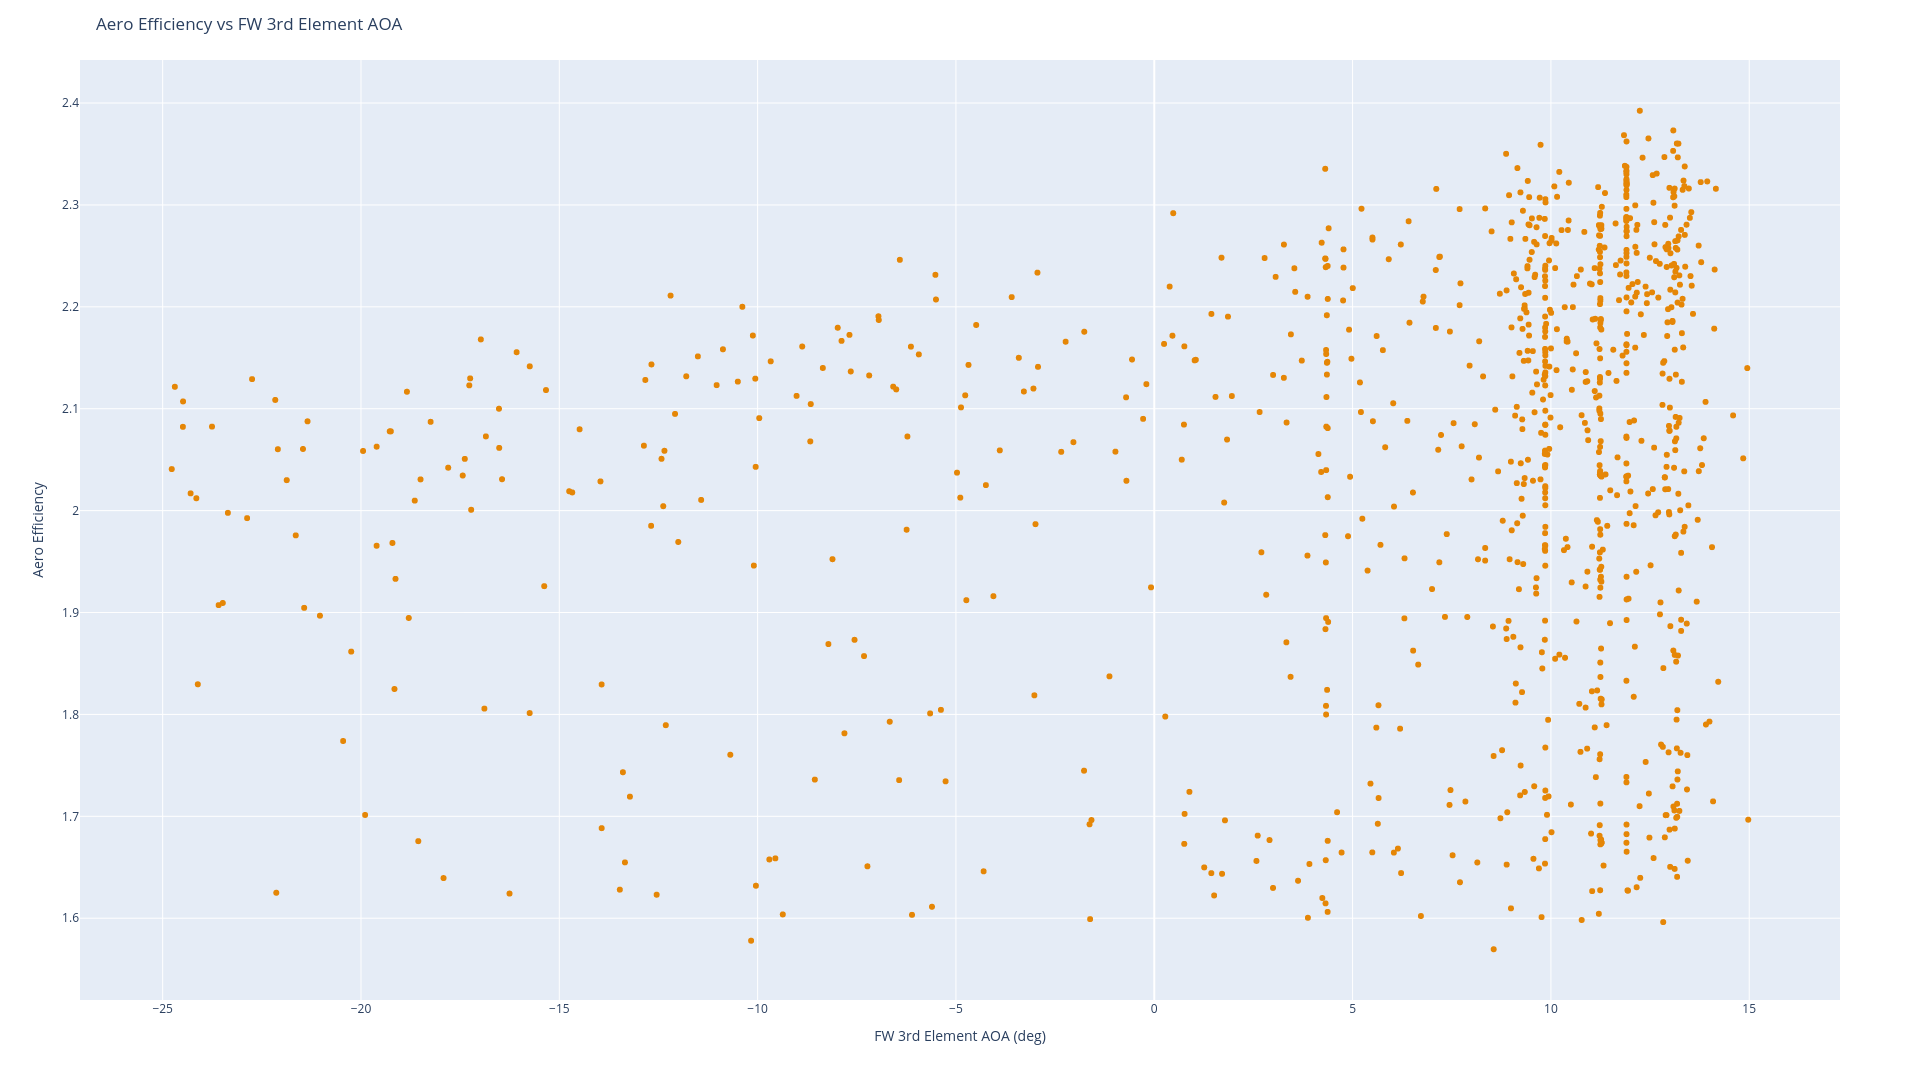 Aero Efficiency vs FW 3rd Element AOA
2.4
2.3
2.2
2.1
2
1.9
1.8
1.7
1.6
Aero Efficiency
−25 −20 −15 −10 −5 0 5 10 15
FW 3rd Element AOA (deg)